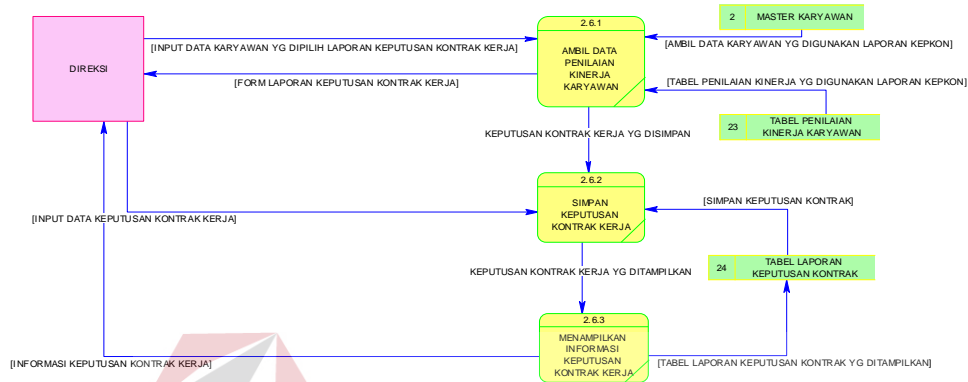 DIREKSI
[INPUT DATA KARYAWAN YG DIPILIH LAPORAN KEPUTUSAN KONTRAK KERJA]
[FORM LAPORAN KEPUTUSAN KONTRAK KERJA]
2.6.1
AMBIL DATA
PENILAIAN
KINERJA
KARYAWAN
2 MASTER KARYAWAN
[AMBIL DATA KARYAWAN YG DIGUNAKAN LAPORAN KEPKON]
[TABEL PENILAIAN KINERJA YG DIGUNAKAN LAPORAN KEPKON]
23 TABEL PENILAIAN
KINERJA KARYAWAN
KEPUTUSAN KONTRAK KERJA YG DISIMPAN
2.6.2
SIMPAN
KEPUTUSAN
KONTRAK KERJA
[INPUT DATA KEPUTUSAN KONTRAK KERJA]
[SIMPAN KEPUTUSAN KONTRAK]
24 TABEL LAPORAN
KEPUTUSAN KONTRAK
KEPUTUSAN KONTRAK KERJA YG DITAMPILKAN
2.6.3
MENAMPILKAN
INFORMASI
KEPUTUSAN
KONTRAK KERJA
[INFORMASI KEPUTUSAN KONTRAK KERJA]
[TABEL LAPORAN KEPUTUSAN KONTRAK YG DITAMPILKAN]